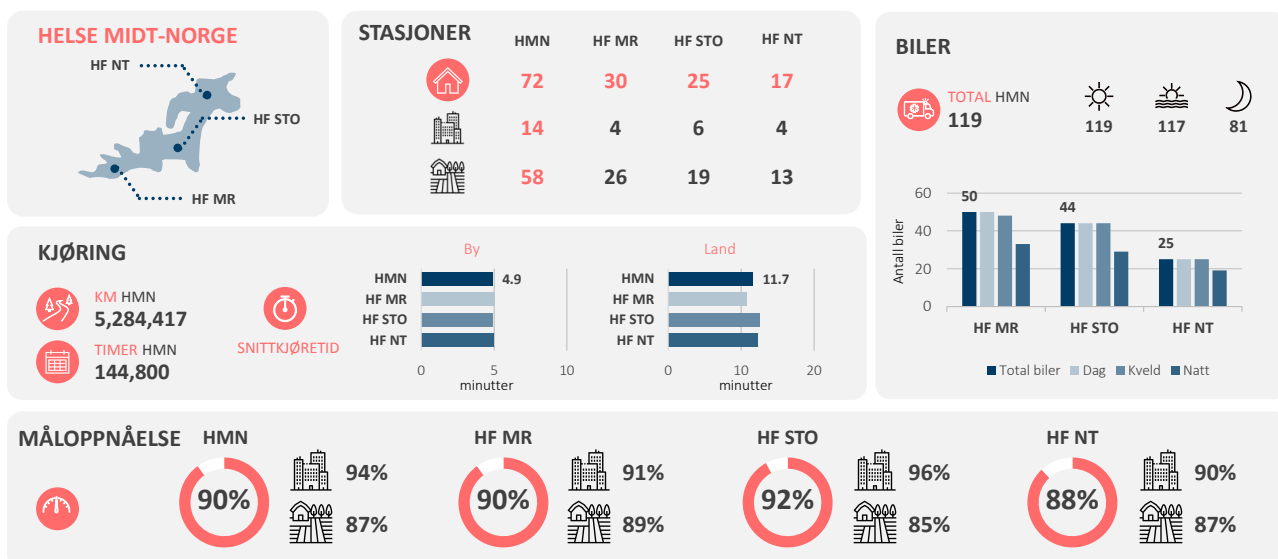 HELSE MIDT-NORGE
HF NT
HF STO
HF MR
STASJONER
HMN HF MR HF STO HF NT
72 30 25 17
14 4 6 4
58 26 19 13
BILER
TOTAL HMN
119
119 117 81
Antall biler
60
40
20
0
50
44
25
HF MR HF STO HF NT
Total biler Dag Kveld Natt
KJØRING
KM HMN
5,284,417
TIMER HMN
144,800
SNITTKJØRETID
By
HMN 4.9
HF MR
HF STO
HF NT
0 5 10
minutter
Land
HMN 11.7
HF MR
HF STO
HF NT
0 10 20
minutter
MÅLOPPNÅELSE
HMN
90%
94%
87%
HF MR
90%
91%
89%
HF STO
92%
96%
85%
HF NT
88%
90%
87%